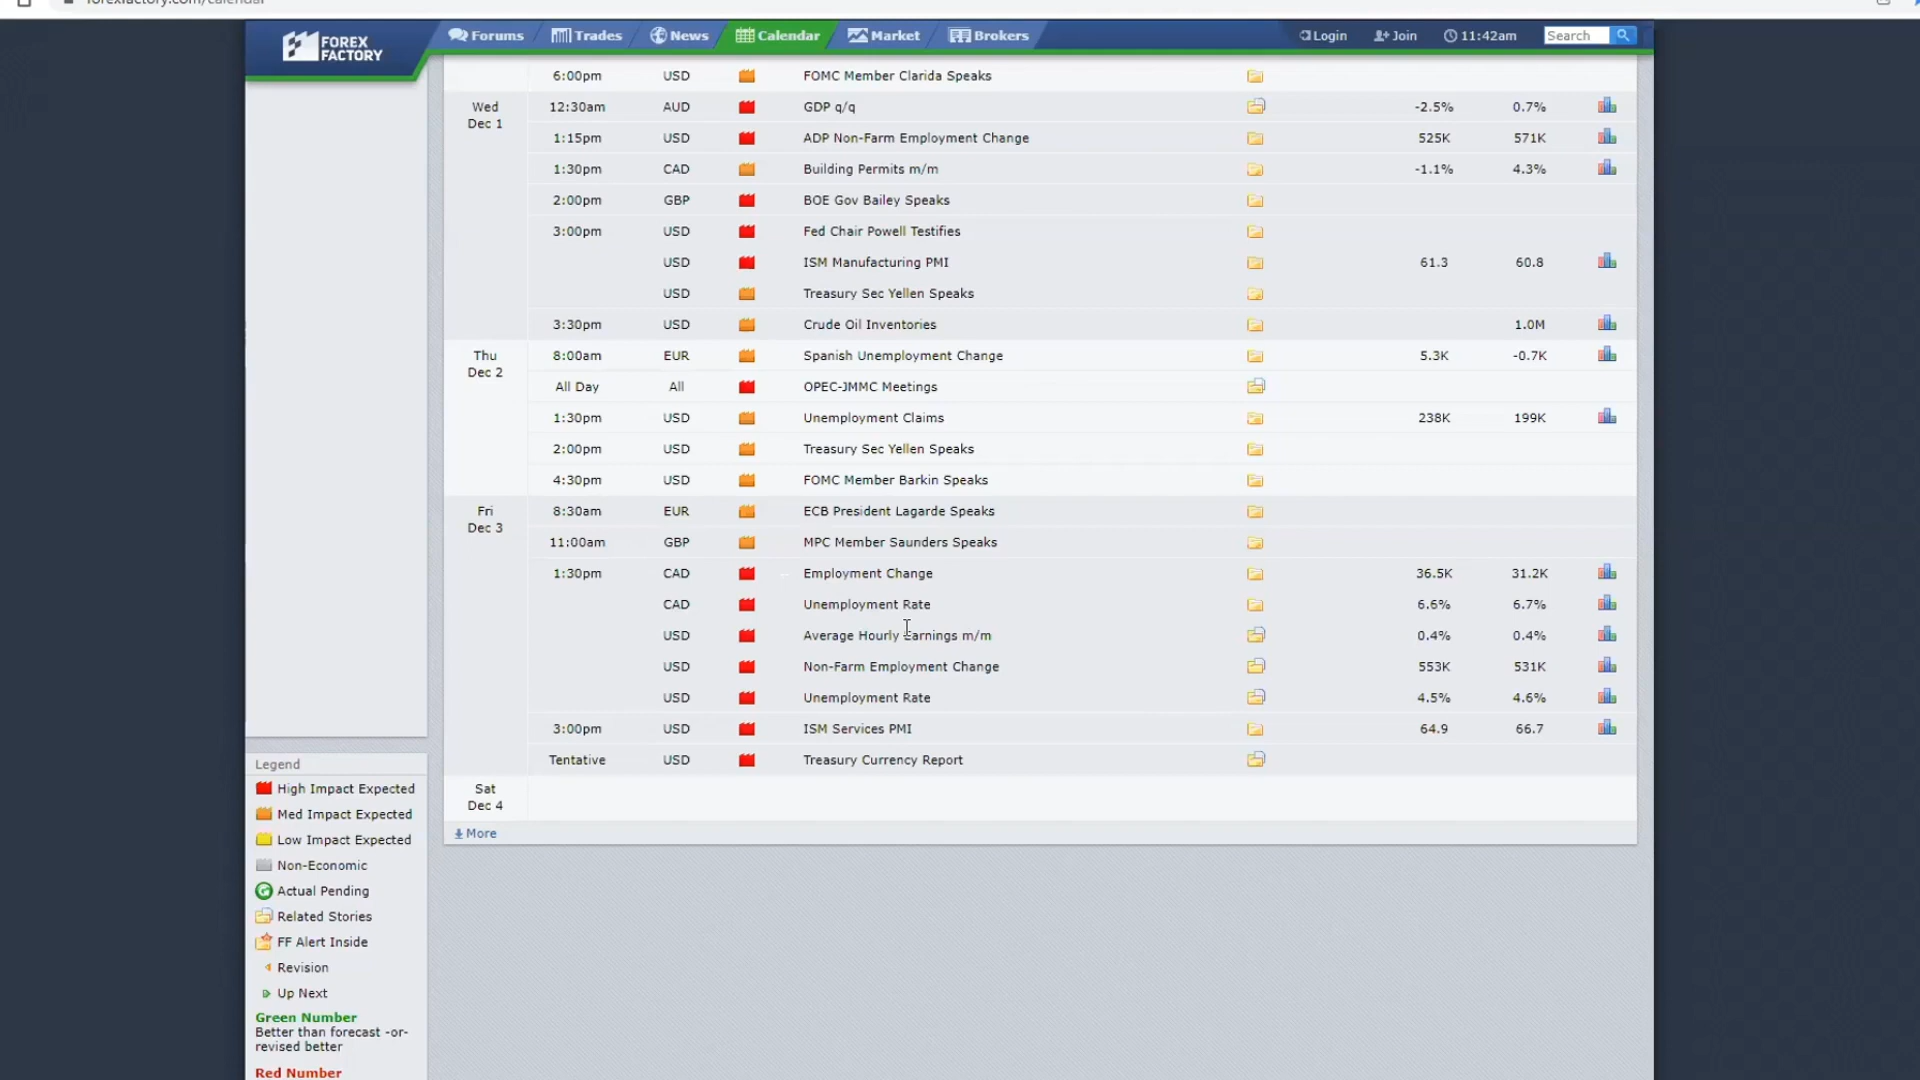 forexfactory.com/calendar
FOREX
FACTORY
Forums
Trades
News
Calendar
Market
Brokers
Login
Join
11:42am
Search
6:00pm USD FOMC Member Clarida Speaks
Wed
Dec 1
12:30am AUD GDP q/q -2.5% 0.7%
1:15pm USD ADP Non-Farm Employment Change 525K 571K
1:30pm CAD Building Permits m/m -1.1% 4.3%
2:00pm GBP BOE Gov Bailey Speaks
3:00pm USD Fed Chair Powell Testifies
USD ISM Manufacturing PMI 61.3 60.8
USD Treasury Sec Yellen Speaks
3:30pm USD Crude Oil Inventories 1.0M
Thu
Dec 2
8:00am EUR Spanish Unemployment Change 5.3K -0.7K
All Day All OPEC-JMMC Meetings
1:30pm USD Unemployment Claims 238K 199K
2:00pm USD Treasury Sec Yellen Speaks
4:30pm USD FOMC Member Barkin Speaks
Fri
Dec 3
8:30am EUR ECB President Lagarde Speaks
11:00am GBP MPC Member Saunders Speaks
1:30pm CAD Employment Change 36.5K 31.2K
CAD Unemployment Rate 6.6% 6.7%
USD Average Hourly Earnings m/m 0.4% 0.4%
USD Non-Farm Employment Change 553K 531K
USD Unemployment Rate 4.5% 4.6%
3:00pm USD ISM Services PMI 64.9 66.7
Tentative USD Treasury Currency Report
Sat
Dec 4
More
Legend
High Impact Expected
Med Impact Expected
Low Impact Expected
Non-Economic
Actual Pending
Related Stories
FF Alert Inside
Revision
Up Next
Green Number
Better than forecast -or-
revised better
Red Number